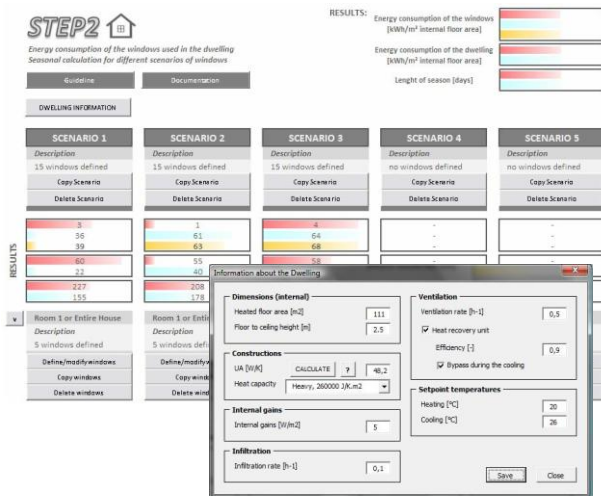 STEP2
Energy consumption of the windows used in the dwelling
Seasonal calculation for different scenarios of windows
Guideline
Documentation
DWELLING INFORMATION
RESULTS:
Energy consumption of the windows
[kWh/m² internal floor area]
Energy consumption of the dwelling
[kWh/m² internal floor area]
Lenght of season [days]
SCENARIO 1
Description
15 windows defined
Copy Scenario
Delete Scenario
SCENARIO 2
Description
15 windows defined
Copy Scenario
Delete Scenario
SCENARIO 3
Description
15 windows defined
Copy Scenario
Delete Scenario
SCENARIO 4
Description
no windows defined
Copy Scenario
Delete Scenario
SCENARIO 5
Description
no windows defined
Copy Scenario
Delete Scenario
RESULTS
3
36
39
60
22
227
155
1
61
63
55
40
208
178
4
64
68
58
-
-
-
-
-
-
v
Room 1 or Entire House
Description
5 windows defined
Define/modify windows
Copy windows
Delete windows
Room 1 or Enti
Description
5 windows defi
Define/modify
Copy wind
Delete wind
Information about the Dwelling
Dimensions (internal)
Heated floor area [m2] 111
Floor to ceiling height [m] 2.5
Constructions
UA [W/K] CALCULATE ? 48,2
Heat capacity Heavy, 260000 J/K.m2
Internal gains
Internal gains [W/m2] 5
Infiltration
Infiltration rate [h-1] 0,1
Ventilation
Ventilation rate [h-1] 0,5
Heat recovery unit
Efficiency [-] 0,9
Bypass during the cooling
Setpoint temperatures
Heating [°C] 20
Cooling [°C] 26
Save
Close